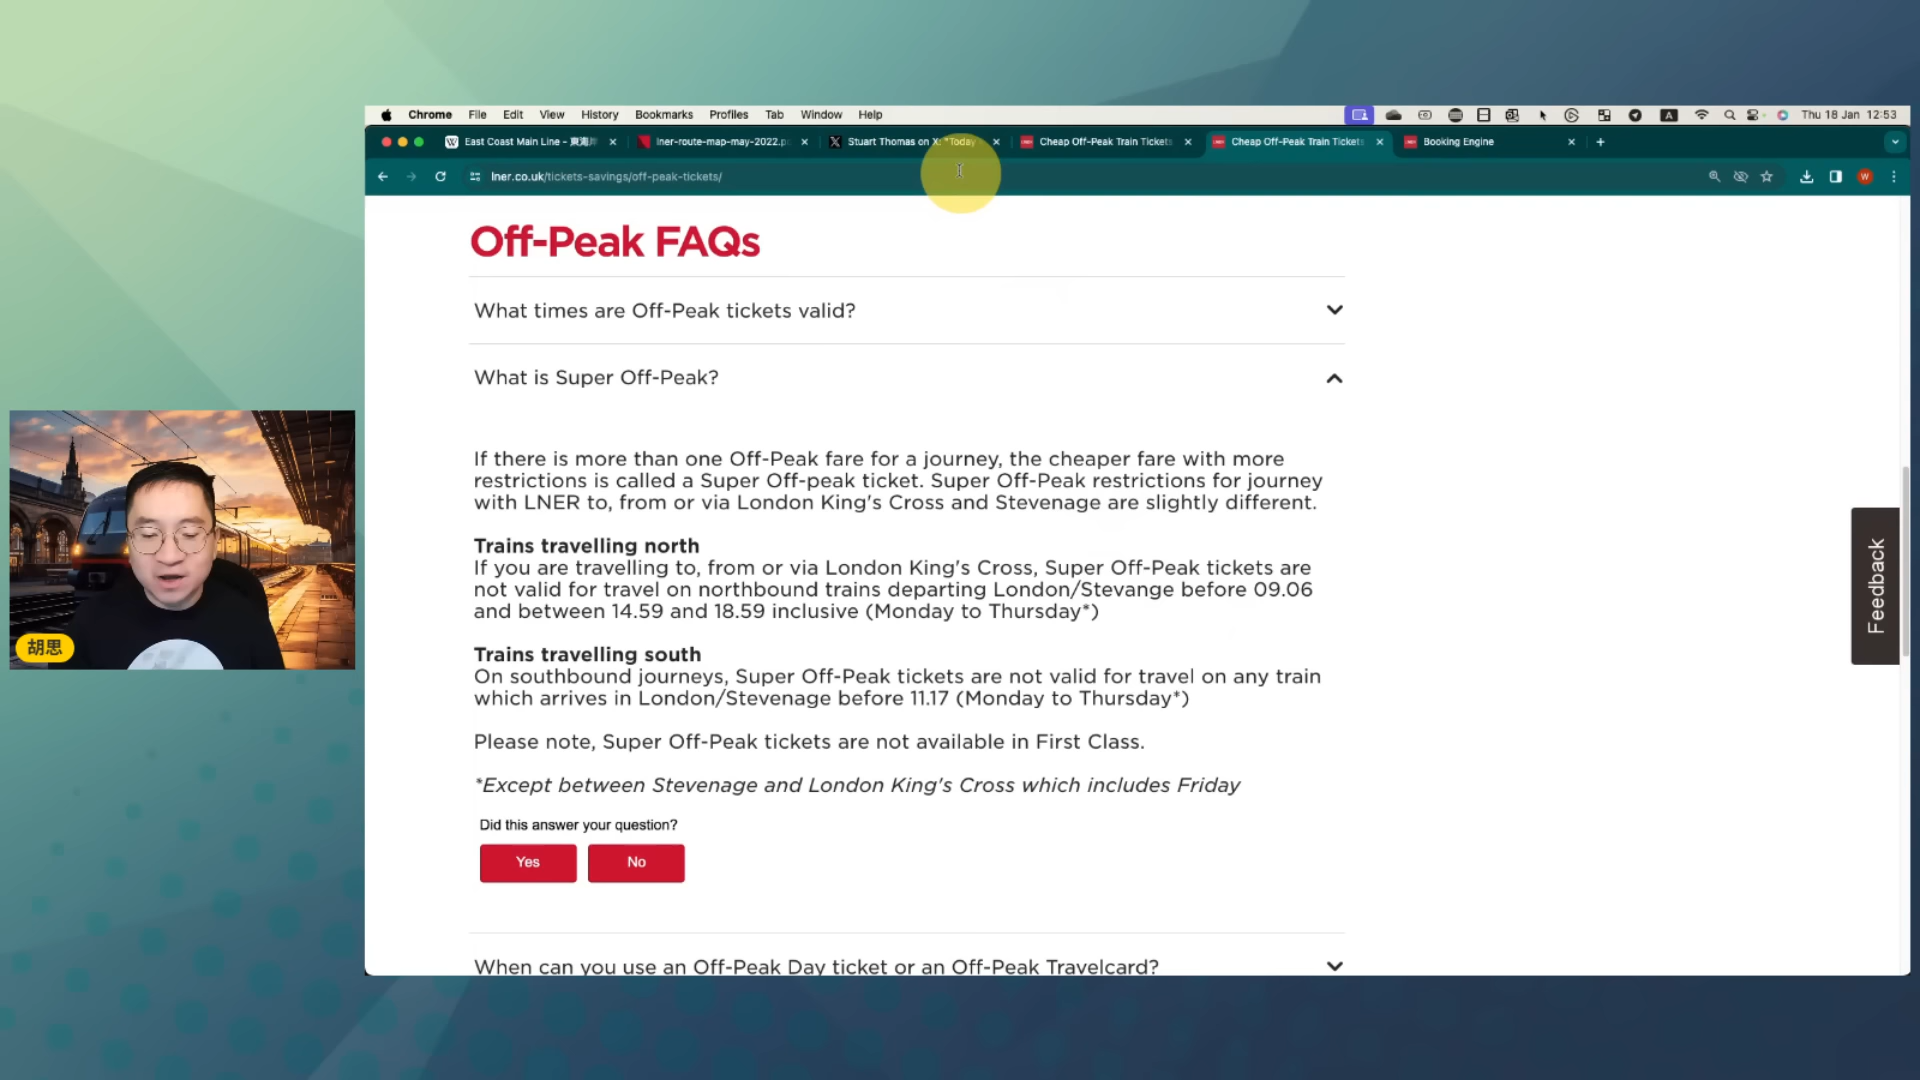 Chrome File Edit View History Bookmarks Profiles Tab Window Help
A Thu 18 Jan 12:53
W East Coast Main Line - 東海岸
lner-route-map-may-2022.p
Stuart Thomas on X: "Today
Cheap Off-Peak Train Tickets
Cheap Off-Peak Train Tickets
Booking Engine
lner.co.uk/tickets-savings/off-peak-tickets/
W
Off-Peak FAQs
What times are Off-Peak tickets valid?
What is Super Off-Peak?
If there is more than one Off-Peak fare for a journey, the cheaper fare with more
restrictions is called a Super Off-peak ticket. Super Off-Peak restrictions for journey
with LNER to, from or via London King's Cross and Stevenage are slightly different.
Trains travelling north
If you are travelling to, from or via London King's Cross, Super Off-Peak tickets are
not valid for travel on northbound trains departing London/Stevange before 09.06
and between 14.59 and 18.59 inclusive (Monday to Thursday*)
Trains travelling south
On southbound journeys, Super Off-Peak tickets are not valid for travel on any train
which arrives in London/Stevenage before 11.17 (Monday to Thursday*)
Please note, Super Off-Peak tickets are not available in First Class.
*Except between Stevenage and London King's Cross which includes Friday
Did this answer your question?
Yes No
When can you use an Off-Peak Day ticket or an Off-Peak Travelcard?
Feedback
胡思